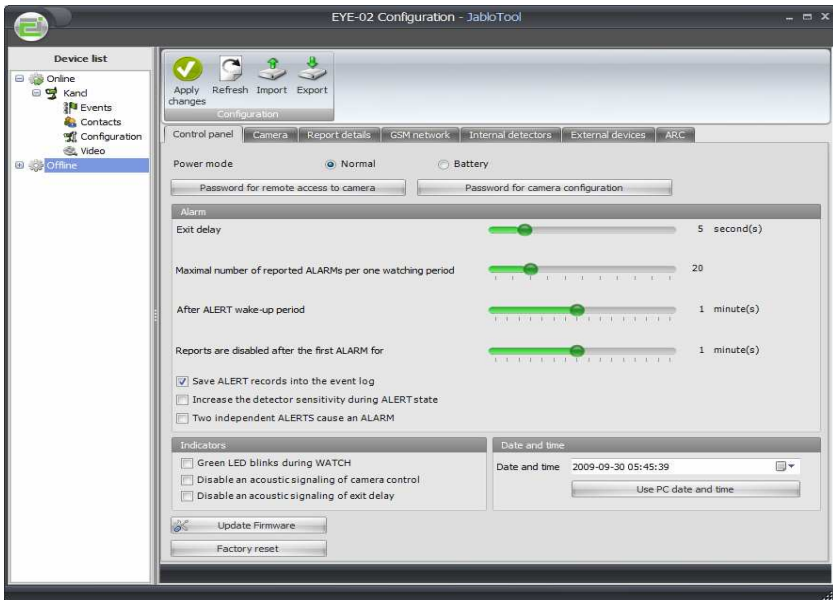 EYE-02 Configuration - JabloTool
Device list
Online
Kand
Events
Contacts
Configuration
Video
Offline
Apply changes
Refresh
Import
Export
Configuration
Control panel
Camera
Report details
GSM network
Internal detectors
External devices
ARC
Power mode
Normal
Battery
Password for remote access to camera
Password for camera configuration
Alarm
Exit delay
5 second(s)
Maximal number of reported ALARMs per one watching period
20
After ALERT wake-up period
1 minute(s)
Reports are disabled after the first ALARM for
1 minute(s)
Save ALERT records into the event log
Increase the detector sensitivity during ALERT state
Two independent ALERTS cause an ALARM
Indicators
Green LED blinks during WATCH
Disable an acoustic signaling of camera control
Disable an acoustic signaling of exit delay
Date and time
Date and time 2009-09-30 05:45:39
Use PC date and time
Update Firmware
Factory reset